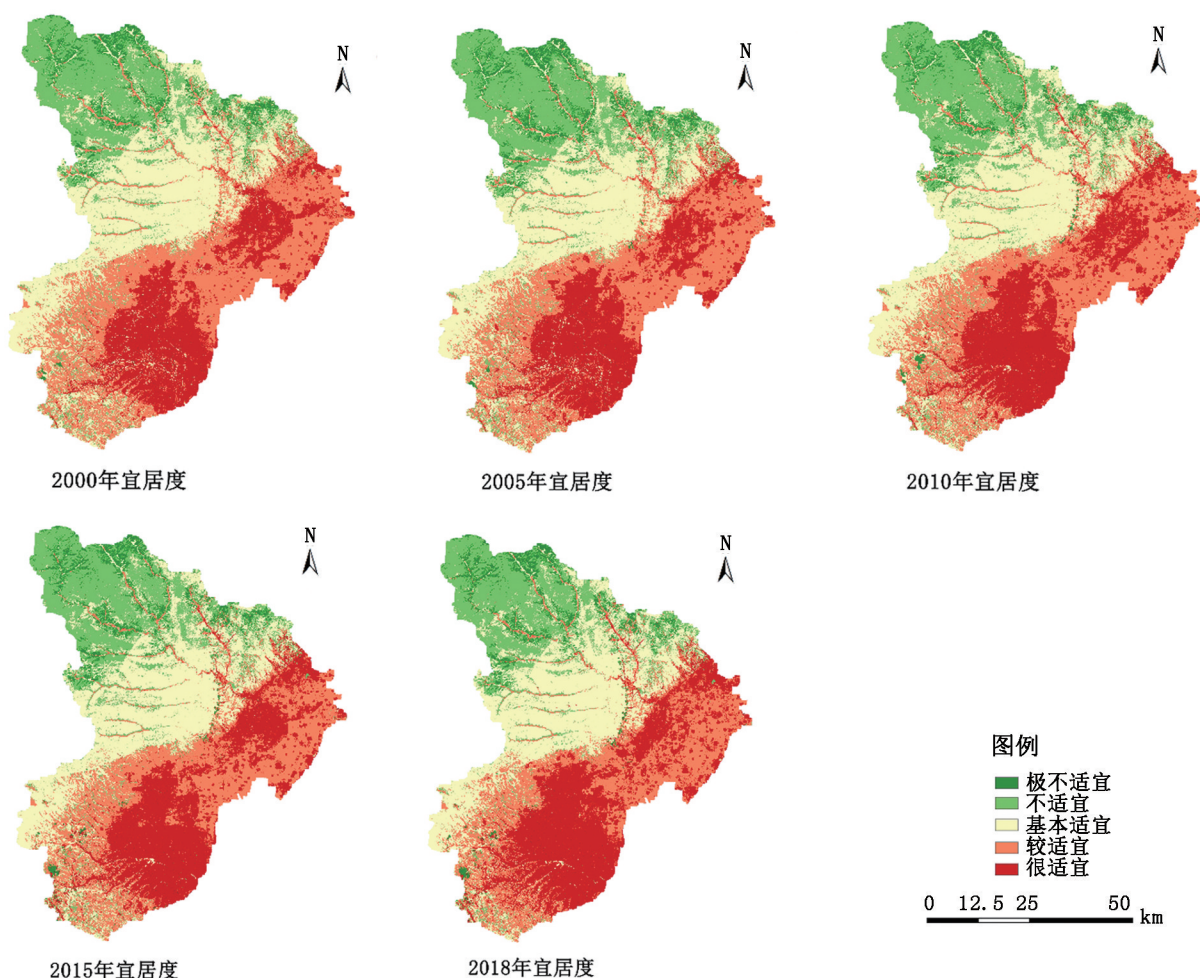 N
N
N
2000年宜居度
2005年宜居度
2010年宜居度
N
N
2015年宜居度
2018年宜居度
图例
极不适宜
不适宜
基本适宜
较适宜
很适宜
0 12.5 25 50 km